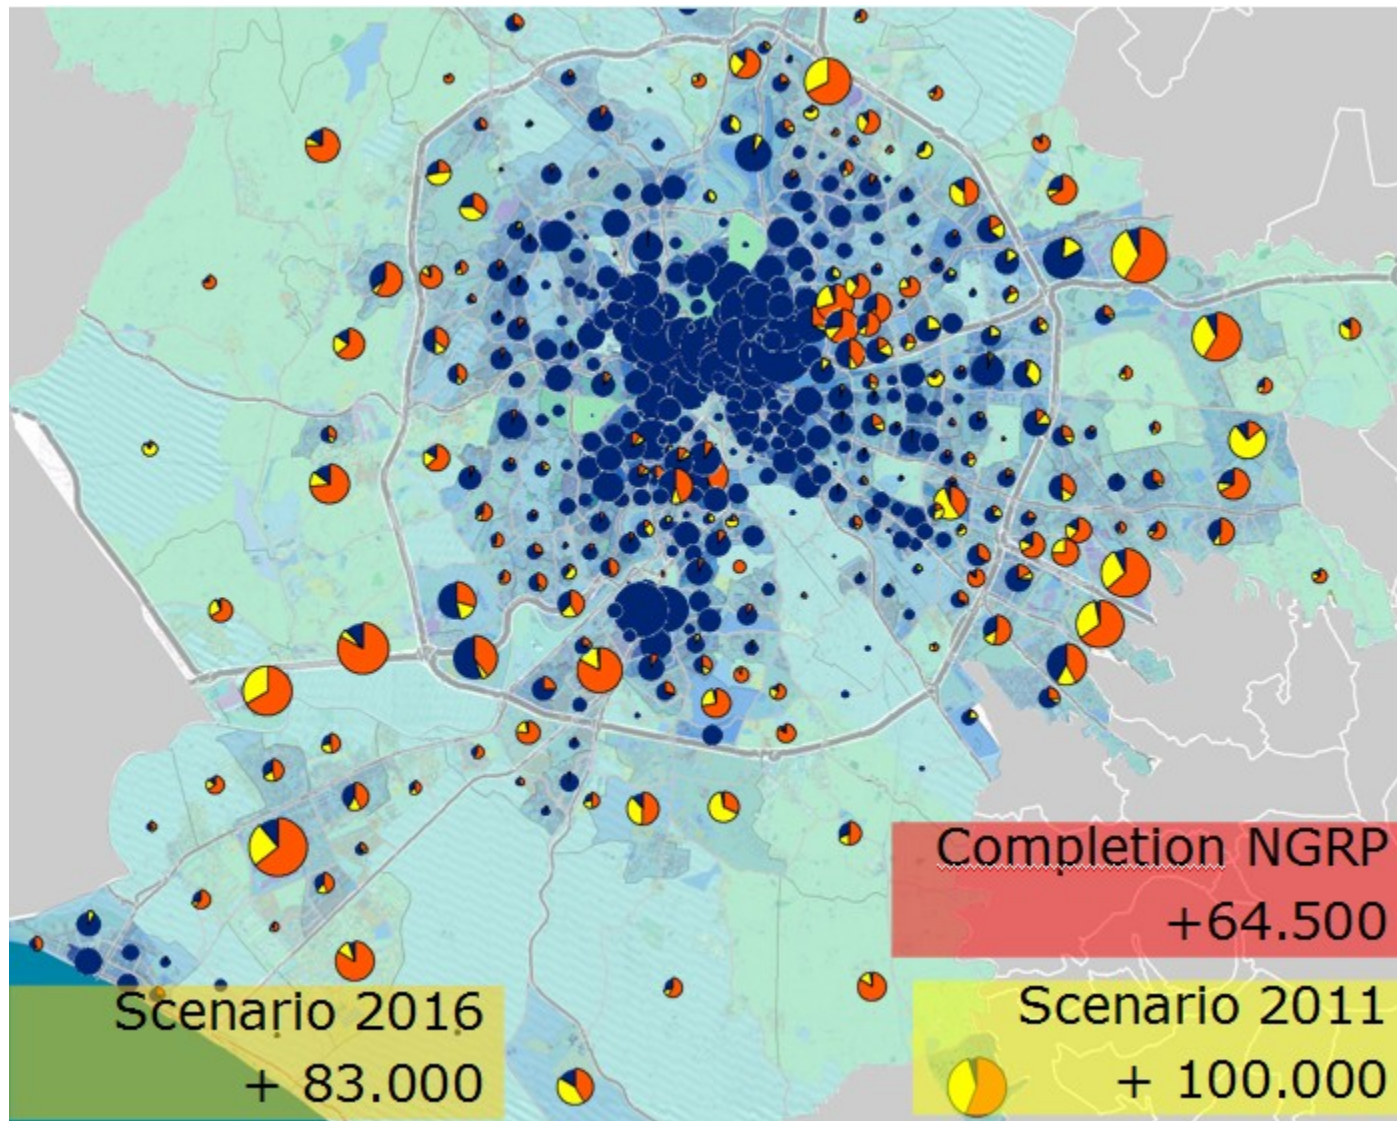 Completion NGRP
+64.500
Scenario 2016
+ 83.000
Scenario 2011
+ 100.000